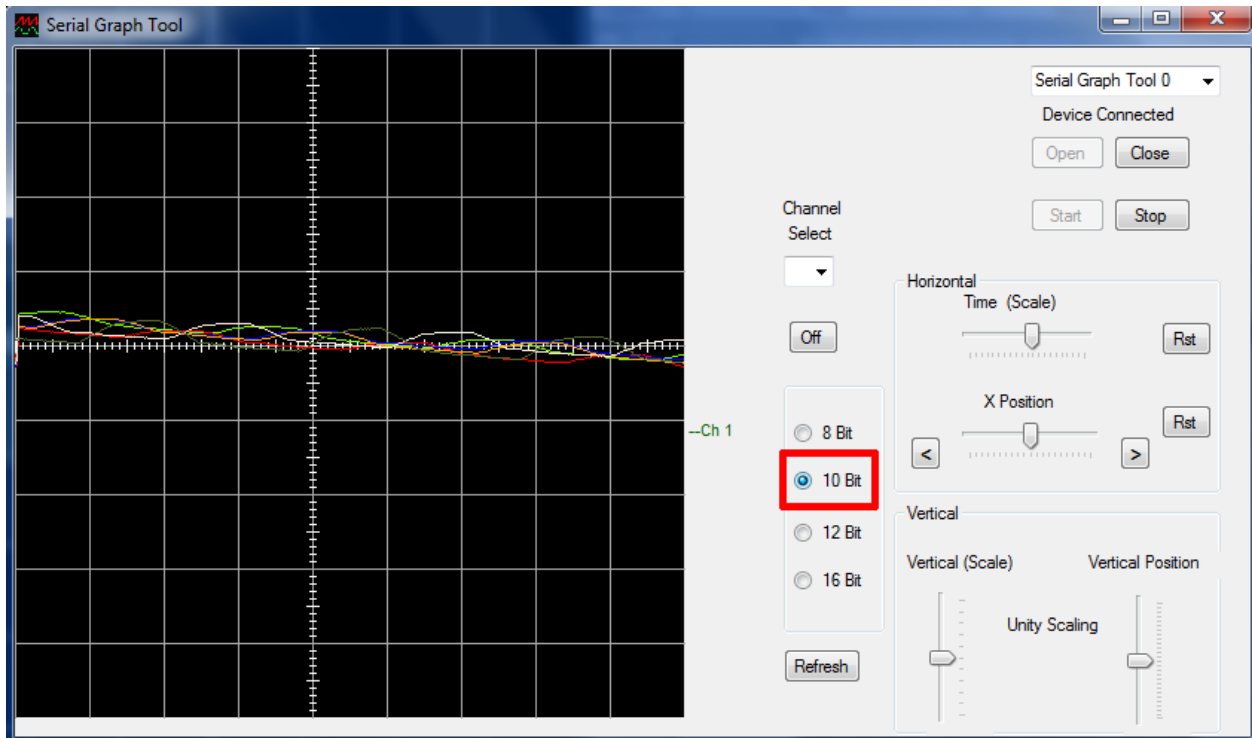 Serial Graph Tool
Serial Graph Tool 0
Device Connected
Open
Close
Start
Stop
Channel
Select
Off
--Ch 1
8 Bit
10 Bit
12 Bit
16 Bit
Refresh
Horizontal
Time (Scale)
Rst
X Position
Rst
<
>
Vertical
Vertical (Scale)
Vertical Position
Unity Scaling